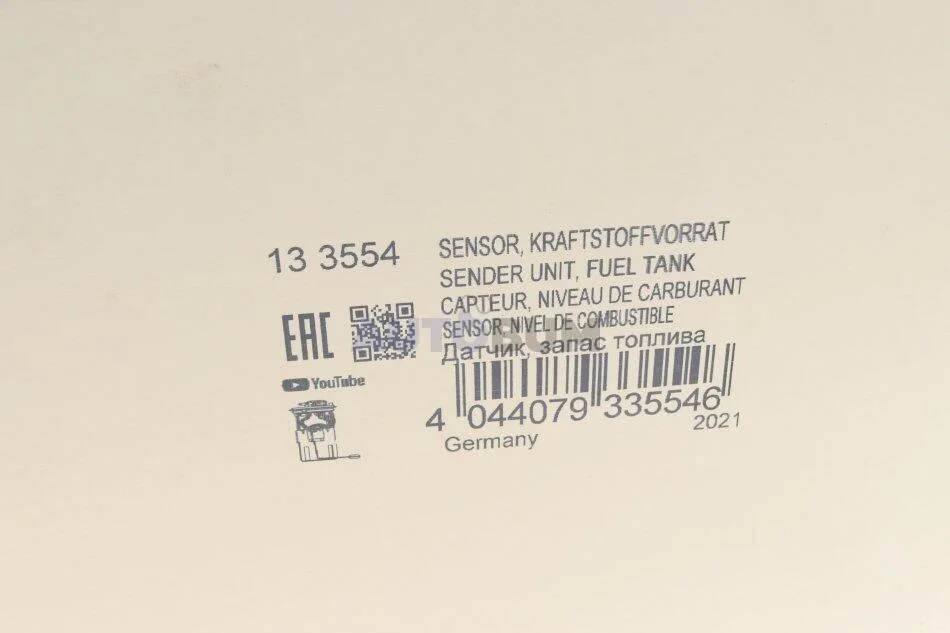 13 3554
SENSOR, KRAFTSTOFFVORRAT
SENDER UNIT, FUEL TANK
CAPTEUR, NIVEAU DE CARBURANT
SENSOR, NIVEL DE COMBUSTIBLE
Датчик, запас топлива
EAC
AUTOBUM
YouTube
4 044079 335546
Germany
2021